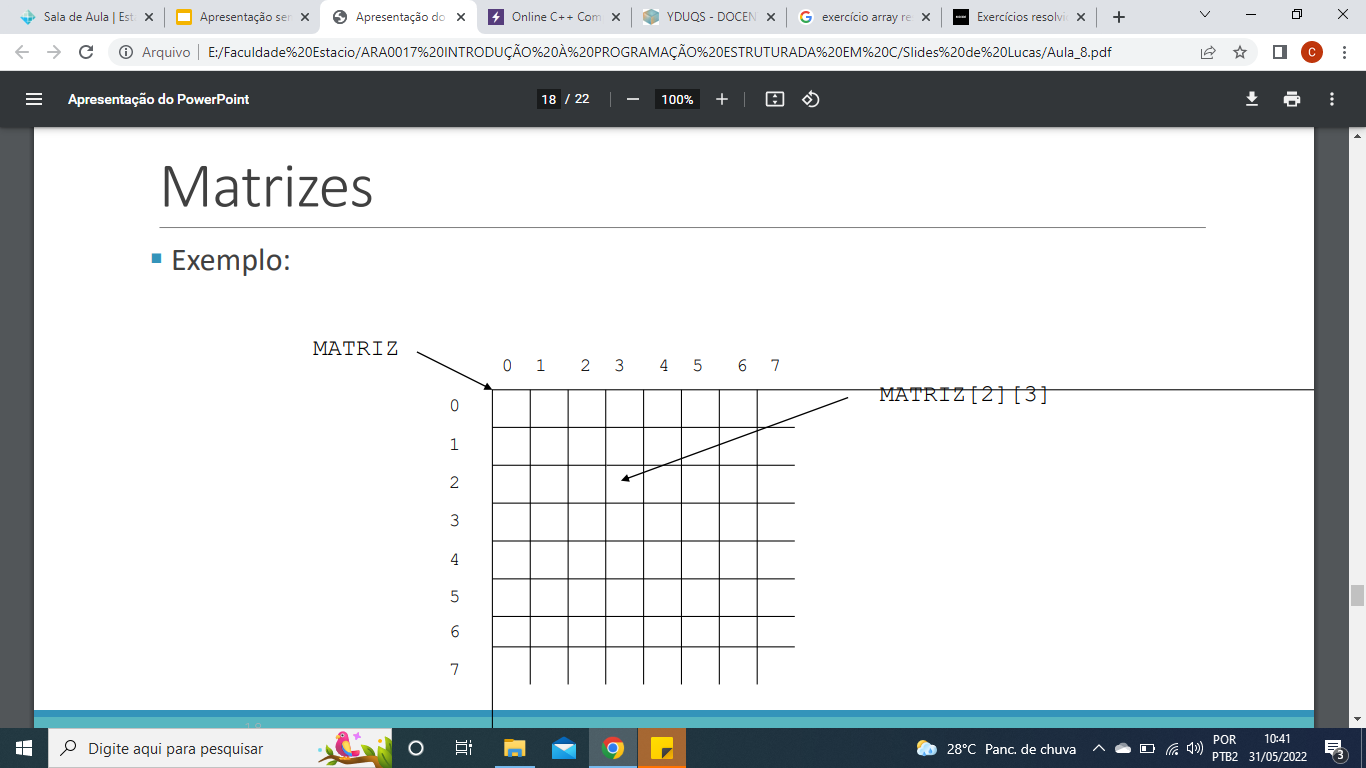 Sala de Aula | Est
Apresentação ser
Apresentação do
Online C++ Com
YDUQS - DOCEN
exercício array re
Exercícios resolvi
Arquivo
E:/Faculdade%20Estacio/ARA0017%20INTRODUÇÃO%20À%20PROGRAMAÇÃO%20ESTRUTURADA%20EM%20C/Slides%20de%20Lucas/Aula_8.pdf
C
Apresentação do PowerPoint
18 / 22
100%
Matrizes
Exemplo:
MATRIZ
0 1 2 3 4 5 6 7
MATRIZ[2][3]
0
1
2
3
4
5
6
7
18
Digite aqui para pesquisar
28°C Panc. de chuva
POR
PTB2
10:41
31/05/2022
3